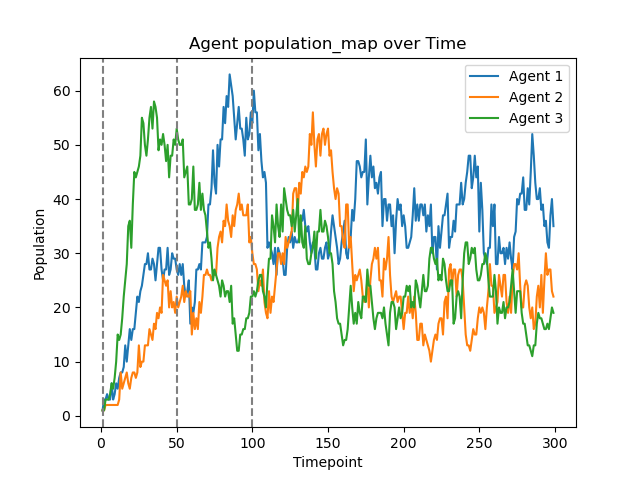 Agent population_map over Time
Agent 1
Agent 2
Agent 3
Population
60
50
40
30
20
10
0
0 50 100 150 200 250 300
Timepoint